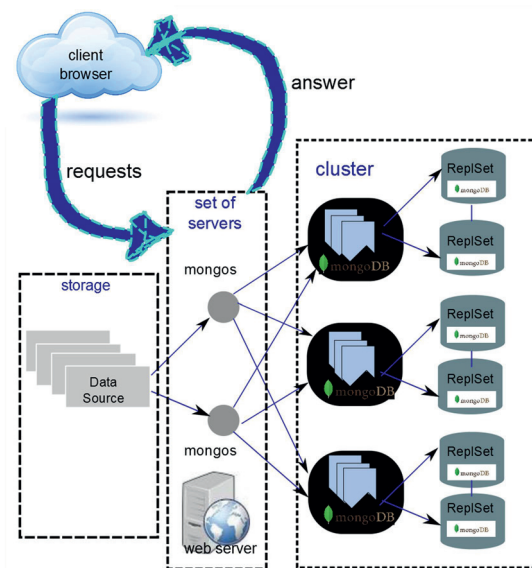 client
browser
answer
requests
cluster
ReplSet
mongoDB
set of
servers
ReplSet
mongoDB
mongoDB
mongos
storage
ReplSet
mongoDB
Data
Source
ReplSet
mongoDB
mongoDB
mongos
ReplSet
mongoDB
ReplSet
mongoDB
mongoDB
web server